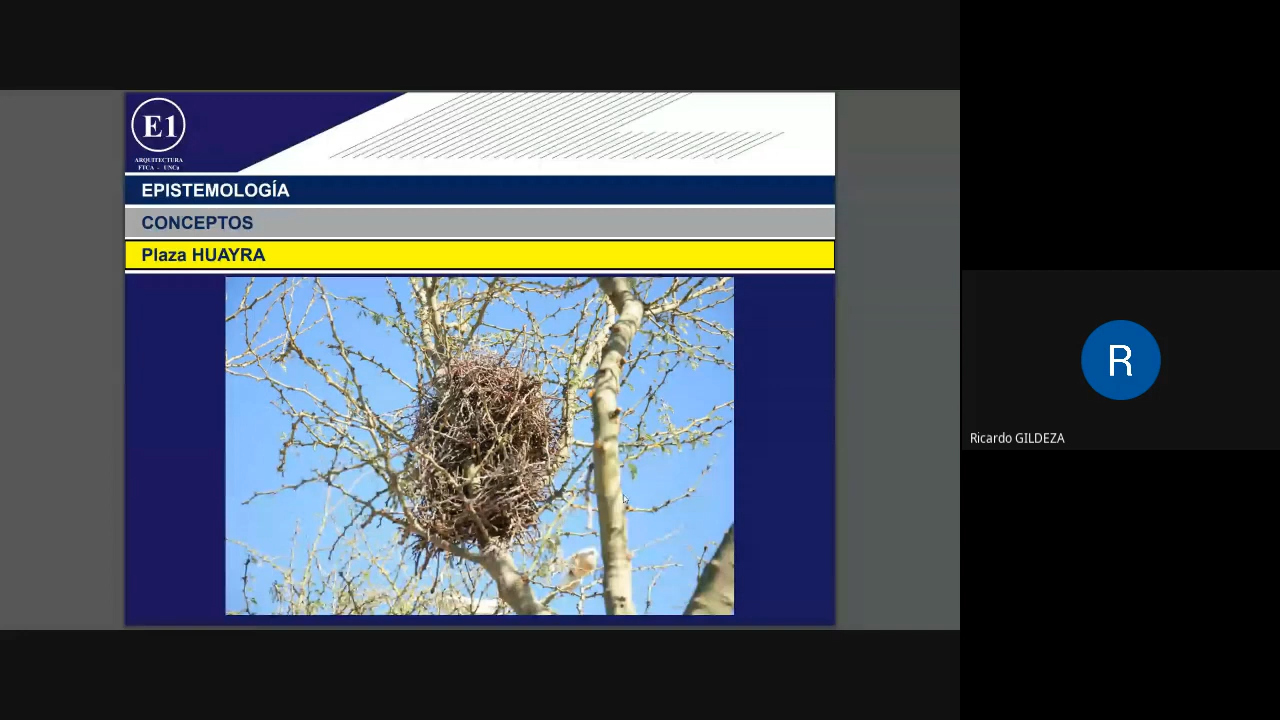 E1
ARQUITECTURA
FTCA - UNCa
EPISTEMOLOGÍA
CONCEPTOS
Plaza HUAYRA
R
Ricardo GILDEZA